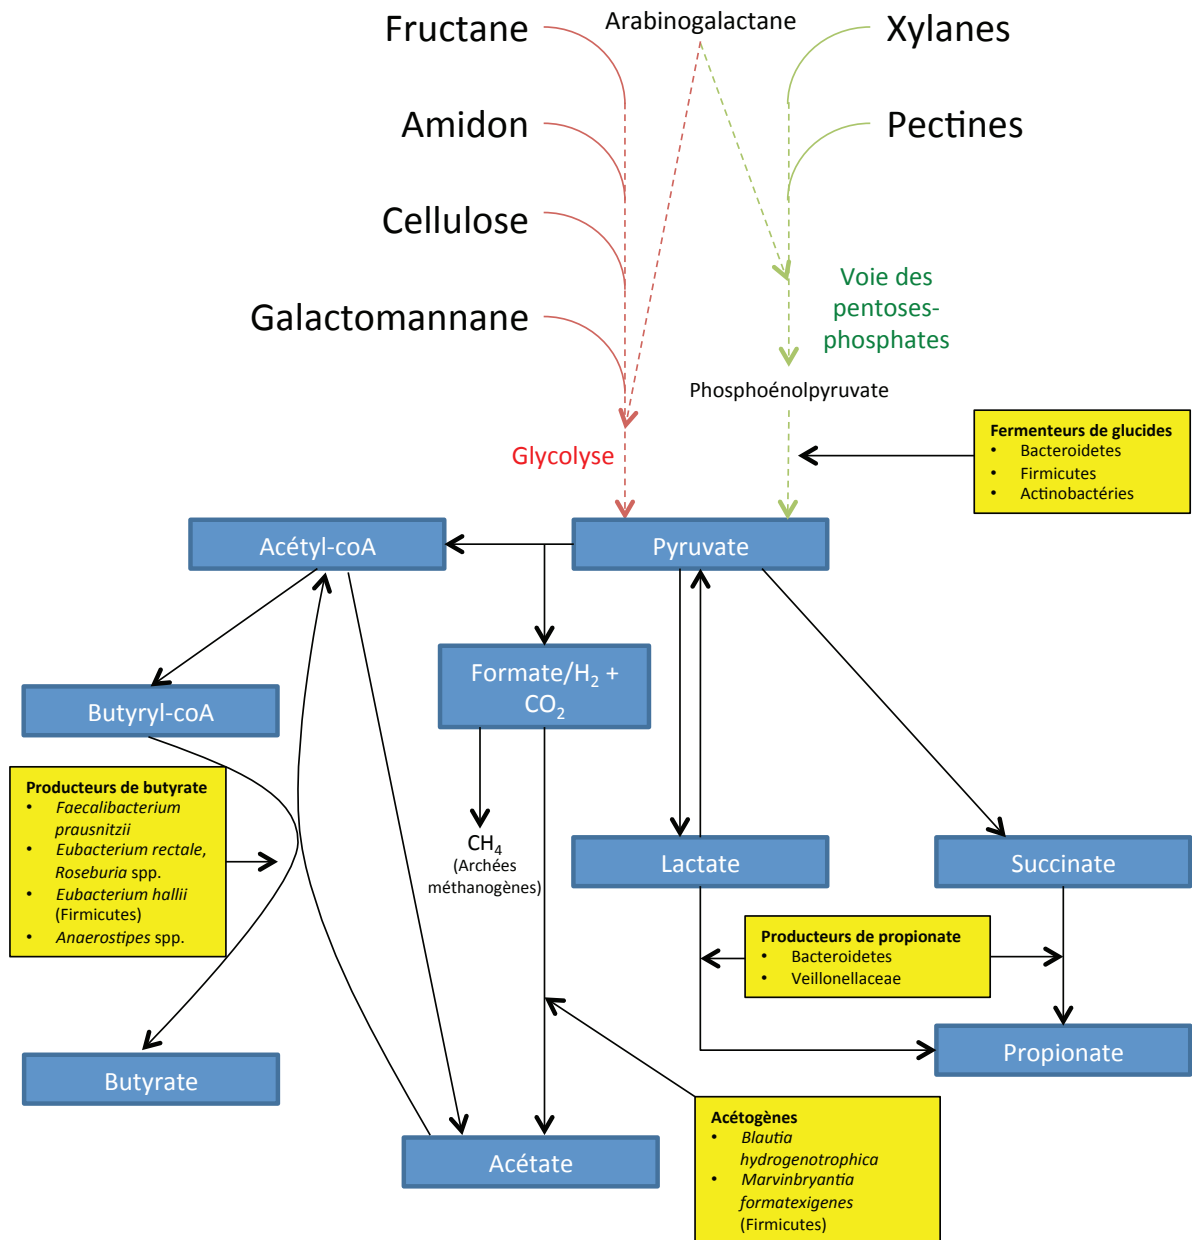 Fructane
Arabinogalactane
Xylanes
Amidon
Pectines
Cellulose
Galactomannane
Voie des
pentoses-
phosphates
Phosphoénolpyruvate
Glycolyse
Fermenteurs de glucides
• Bacteroidetes
• Firmicutes
• Actinobactéries
Acétyl-coA
Pyruvate
Formate/H₂ +
CO₂
Butyryl-coA
Producteurs de butyrate
• Faecalibacterium
prausnitzii
• Eubacterium rectale,
Roseburia spp.
• Eubacterium hallii
(Firmicutes)
• Anaerostipes spp.
CH₄
(Archées
méthanogènes)
Lactate
Succinate
Producteurs de propionate
• Bacteroidetes
• Veillonellaceae
Propionate
Butyrate
Acétate
Acétogènes
• Blautia
hydrogenotrophica
• Marvinbryantia
formatexigenes
(Firmicutes)